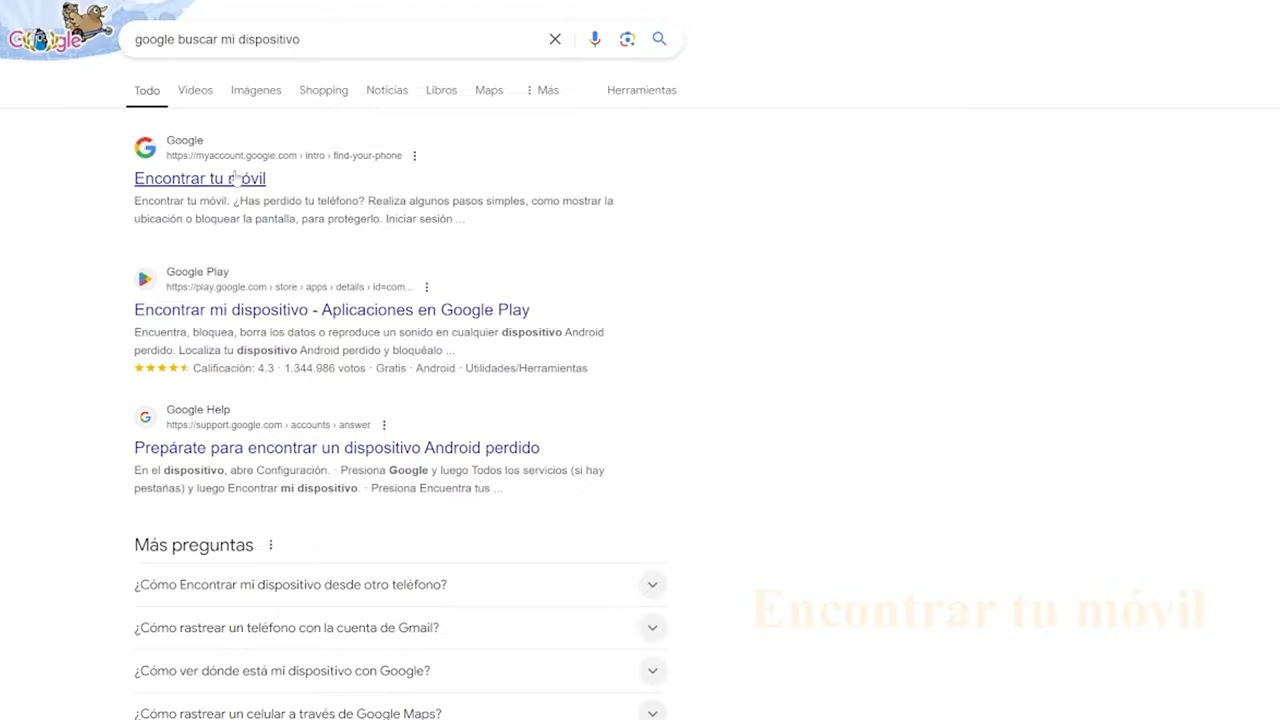 Google
google buscar mi dispositivo
Todo
Videos
Imágenes
Shopping
Noticias
Libros
Maps
Más
Herramientas
Google
https://myaccount.google.com › intro › find-your-phone
Encontrar tu móvil
Encontrar tu móvil. ¿Has perdido tu teléfono? Realiza algunos pasos simples, como mostrar la
ubicación o bloquear la pantalla, para protegerlo. Iniciar sesión ...
Google Play
https://play.google.com › store › apps › details › id=com...
Encontrar mi dispositivo - Aplicaciones en Google Play
Encuentra, bloquea, borra los datos o reproduce un sonido en cualquier dispositivo Android
perdido. Localiza tu dispositivo Android perdido y bloquéalo ...
Calificación: 4.3 · 1.344.986 votos · Gratis · Android · Utilidades/Herramientas
Google Help
https://support.google.com › accounts › answer
Prepárate para encontrar un dispositivo Android perdido
En el dispositivo, abre Configuración. · Presiona Google y luego Todos los servicios (si hay
pestañas) y luego Encontrar mi dispositivo. · Presiona Encuentra tus ...
Más preguntas
¿Cómo Encontrar mi dispositivo desde otro teléfono?
Encontrar tu móvil
¿Cómo rastrear un teléfono con la cuenta de Gmail?
¿Cómo ver dónde está mi dispositivo con Google?
¿Cómo rastrear un celular a través de Google Maps?